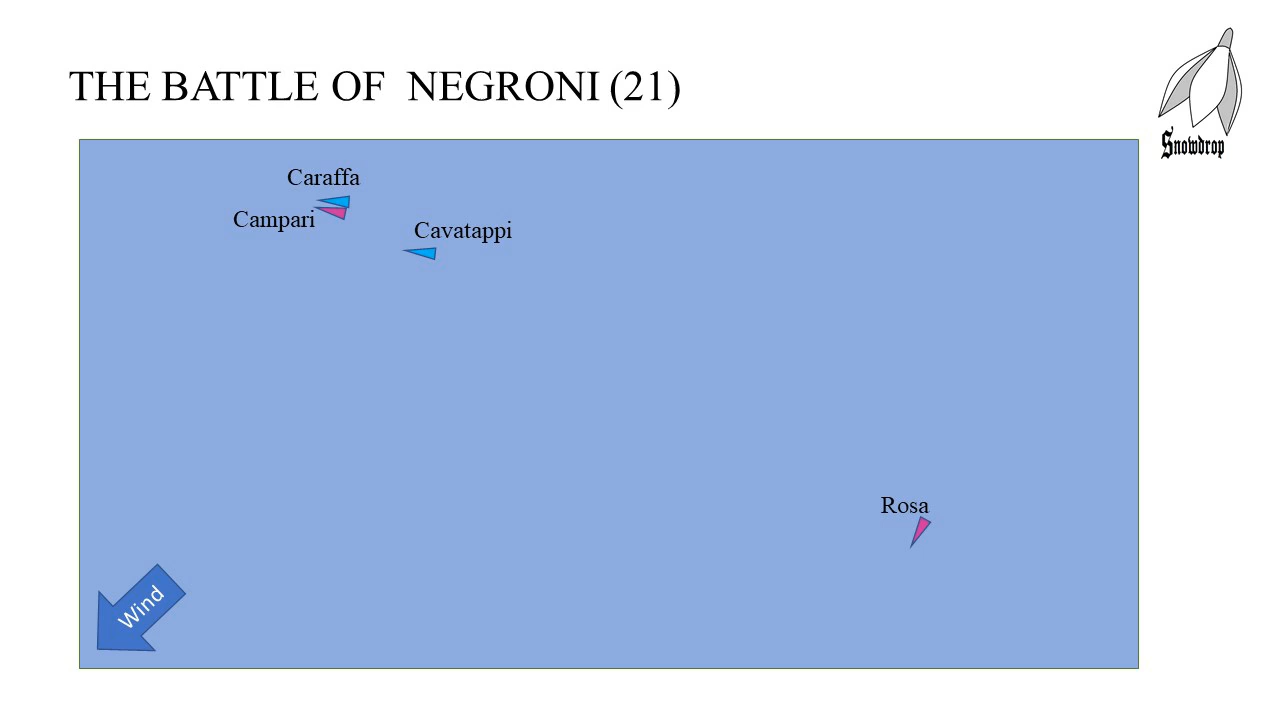 THE BATTLE OF  NEGRONI (21)
Snowdrop
Caraffa
Campari
Cavatappi
Rosa
Wind